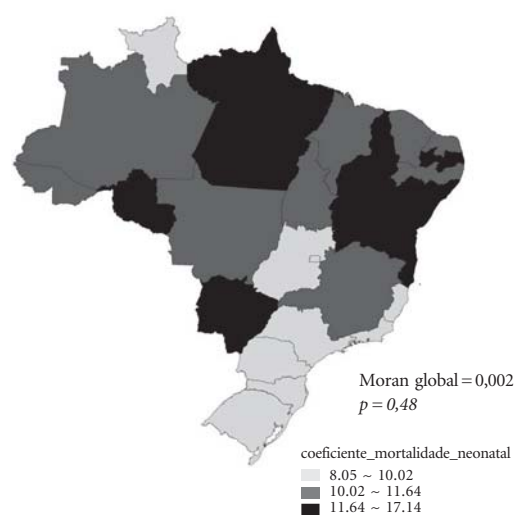 Moran global = 0,002
p = 0,48
coeficiente_mortalidade_neonatal
8.05 ~ 10.02
10.02 ~ 11.64
11.64 ~ 17.14